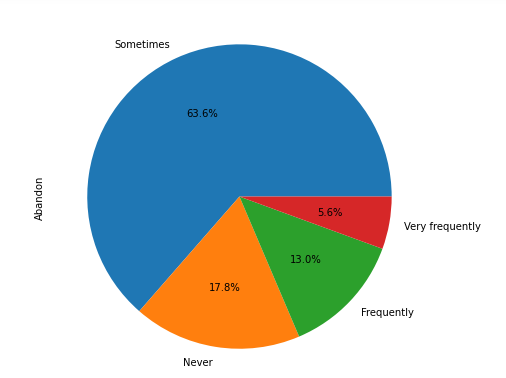 Sometimes
63.6%
Abandon
5.6%
Very frequently
13.0%
17.8%
Frequently
Never